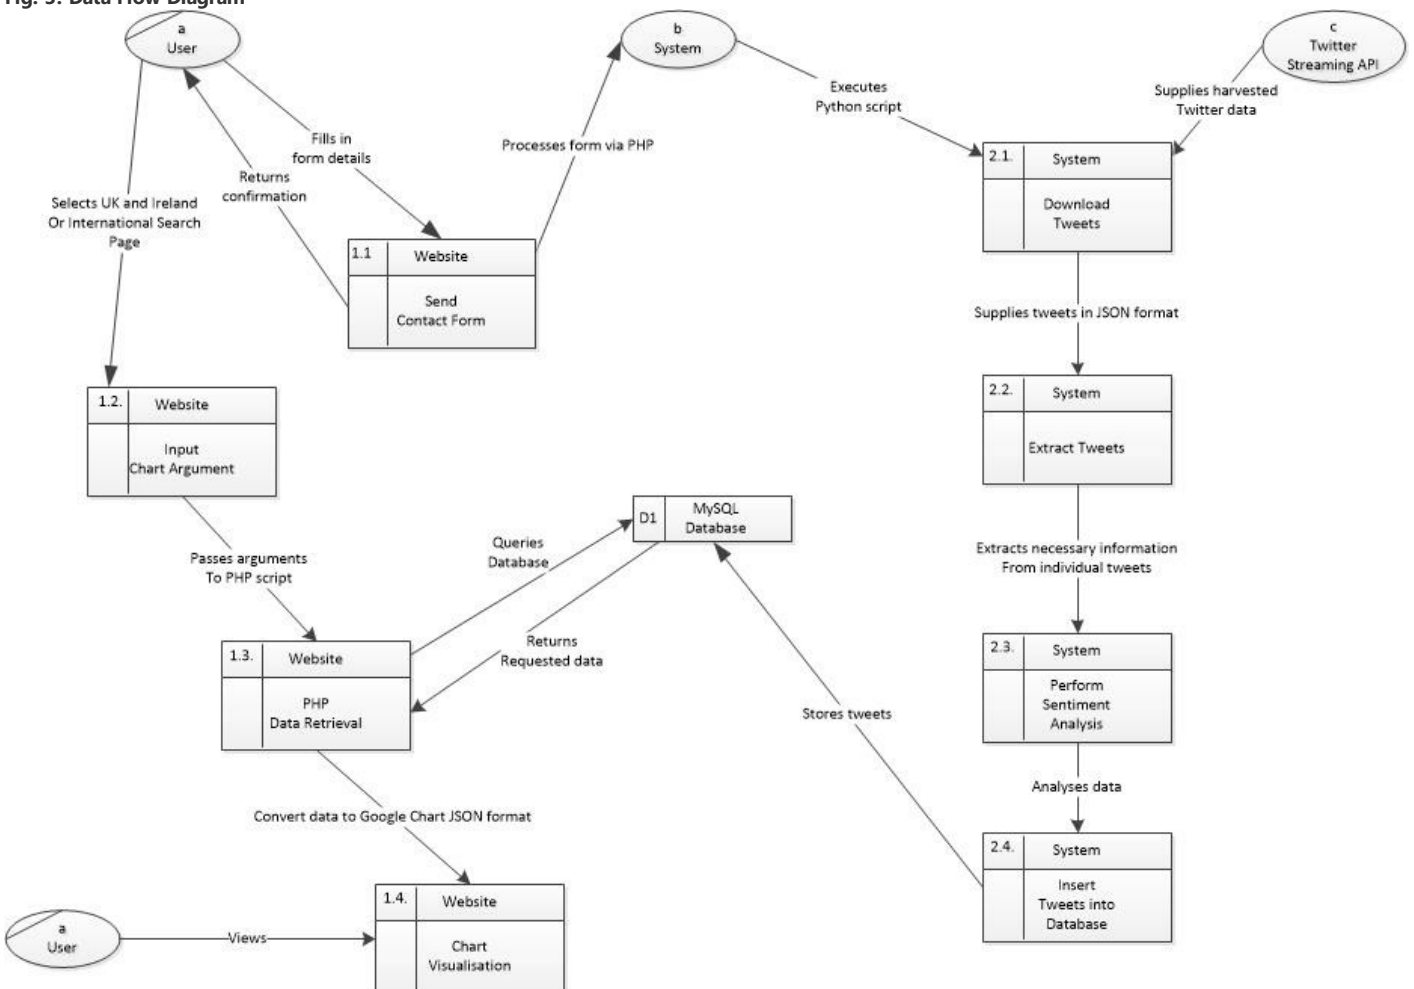 Fig. 3: Data Flow Diagram
a
User
b
System
c
Twitter
Streaming API
Executes
Python script
Supplies harvested
Twitter data
Fills in
form details
Processes form via PHP
Returns
confirmation
Selects UK and Ireland
Or International Search
Page
2.1. System
Download
Tweets
1.1 Website
Send
Contact Form
Supplies tweets in JSON format
1.2. Website
Input
Chart Argument
2.2. System
Extract Tweets
D1 MySQL
Database
Queries
Database
Passes arguments
To PHP script
Extracts necessary information
From individual tweets
1.3. Website
PHP
Data Retrieval
Returns
Requested data
2.3. System
Perform
Sentiment
Analysis
Stores tweets
Analyses data
Convert data to Google Chart JSON format
2.4. System
Insert
Tweets into
Database
a
User
Views
1.4. Website
Chart
Visualisation